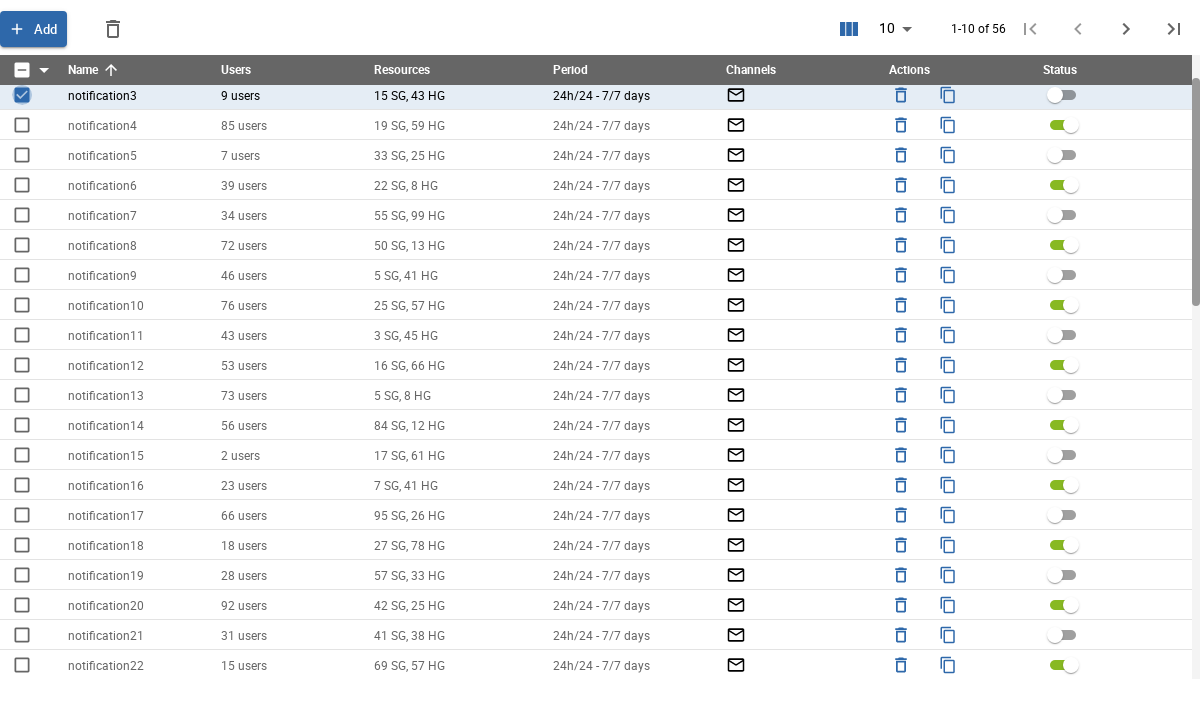 Add 10 1-10 of 56
Name Users Resources Period Channels Actions Status
notification3 9 users 15 SG, 43 HG 24h/24 - 7/7 days
notification4 85 users 19 SG, 59 HG 24h/24 - 7/7 days
notification5 7 users 33 SG, 25 HG 24h/24 - 7/7 days
notification6 39 users 22 SG, 8 HG 24h/24 - 7/7 days
notification7 34 users 55 SG, 99 HG 24h/24 - 7/7 days
notification8 72 users 50 SG, 13 HG 24h/24 - 7/7 days
notification9 46 users 5 SG, 41 HG 24h/24 - 7/7 days
notification10 76 users 25 SG, 57 HG 24h/24 - 7/7 days
notification11 43 users 3 SG, 45 HG 24h/24 - 7/7 days
notification12 53 users 16 SG, 66 HG 24h/24 - 7/7 days
notification13 73 users 5 SG, 8 HG 24h/24 - 7/7 days
notification14 56 users 84 SG, 12 HG 24h/24 - 7/7 days
notification15 2 users 17 SG, 61 HG 24h/24 - 7/7 days
notification16 23 users 7 SG, 41 HG 24h/24 - 7/7 days
notification17 66 users 95 SG, 26 HG 24h/24 - 7/7 days
notification18 18 users 27 SG, 78 HG 24h/24 - 7/7 days
notification19 28 users 57 SG, 33 HG 24h/24 - 7/7 days
notification20 92 users 42 SG, 25 HG 24h/24 - 7/7 days
notification21 31 users 41 SG, 38 HG 24h/24 - 7/7 days
notification22 15 users 69 SG, 57 HG 24h/24 - 7/7 days